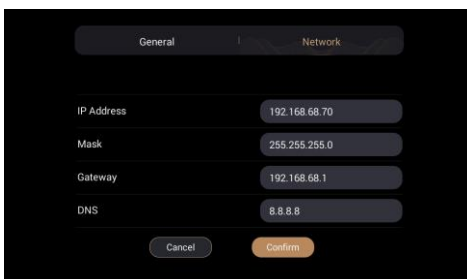 General Network
IP Address 192.168.68.70
Mask 255.255.255.0
Gateway 192.168.68.1
DNS 8.8.8.8
Cancel Confirm